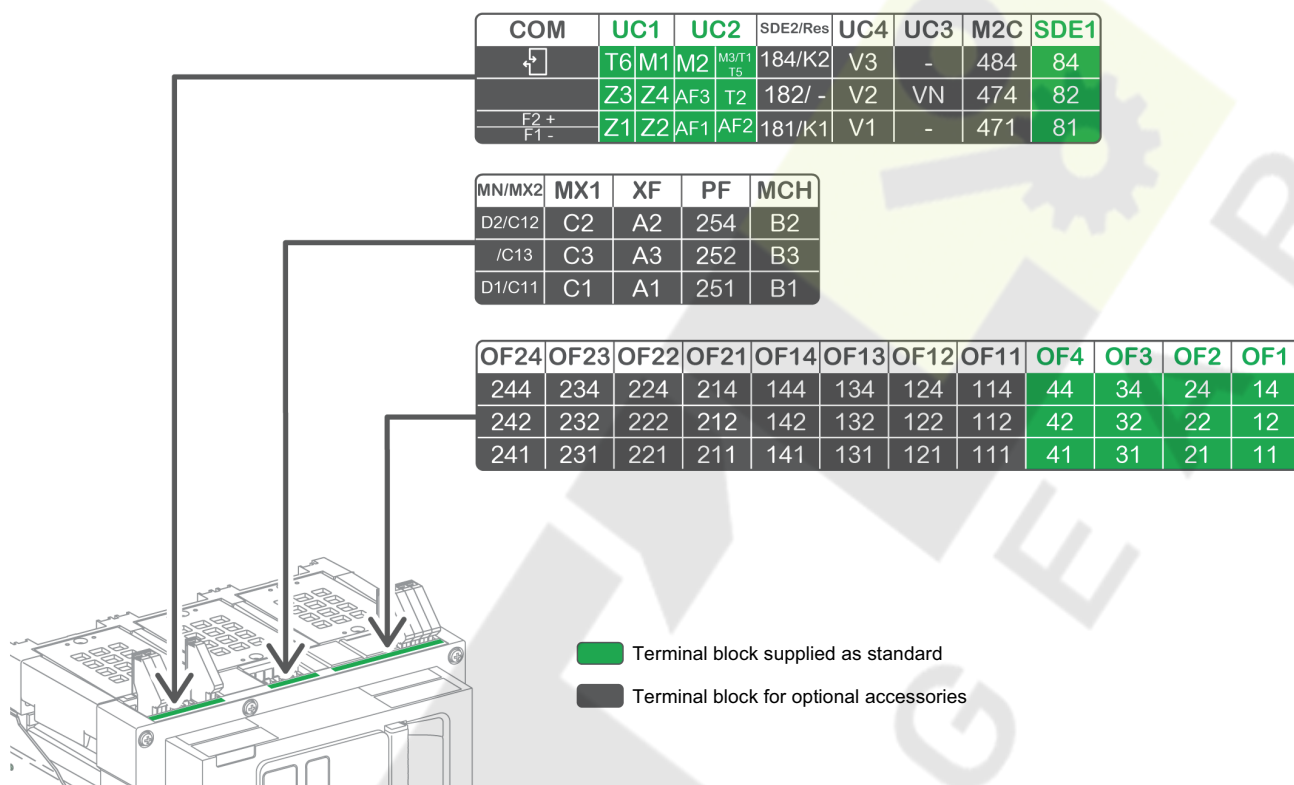 COM UC1 UC2 SDE2/Res UC4 UC3 M2C SDE1
T6 M1 M2 M3/T1 T5 184/K2 V3 - 484 84
Z3 Z4 AF3 T2 182/ - V2 VN 474 82
F2 +
F1 -
Z1 Z2 AF1 AF2 181/K1 V1 - 471 81
MN/MX2 MX1 XF PF MCH
D2/C12 C2 A2 254 B2
/C13 C3 A3 252 B3
D1/C11 C1 A1 251 B1
OF24 OF23 OF22 OF21 OF14 OF13 OF12 OF11 OF4 OF3 OF2 OF1
244 234 224 214 144 134 124 114 44 34 24 14
242 232 222 212 142 132 122 112 42 32 22 12
241 231 221 211 141 131 121 111 41 31 21 11
Terminal block supplied as standard
Terminal block for optional accessories